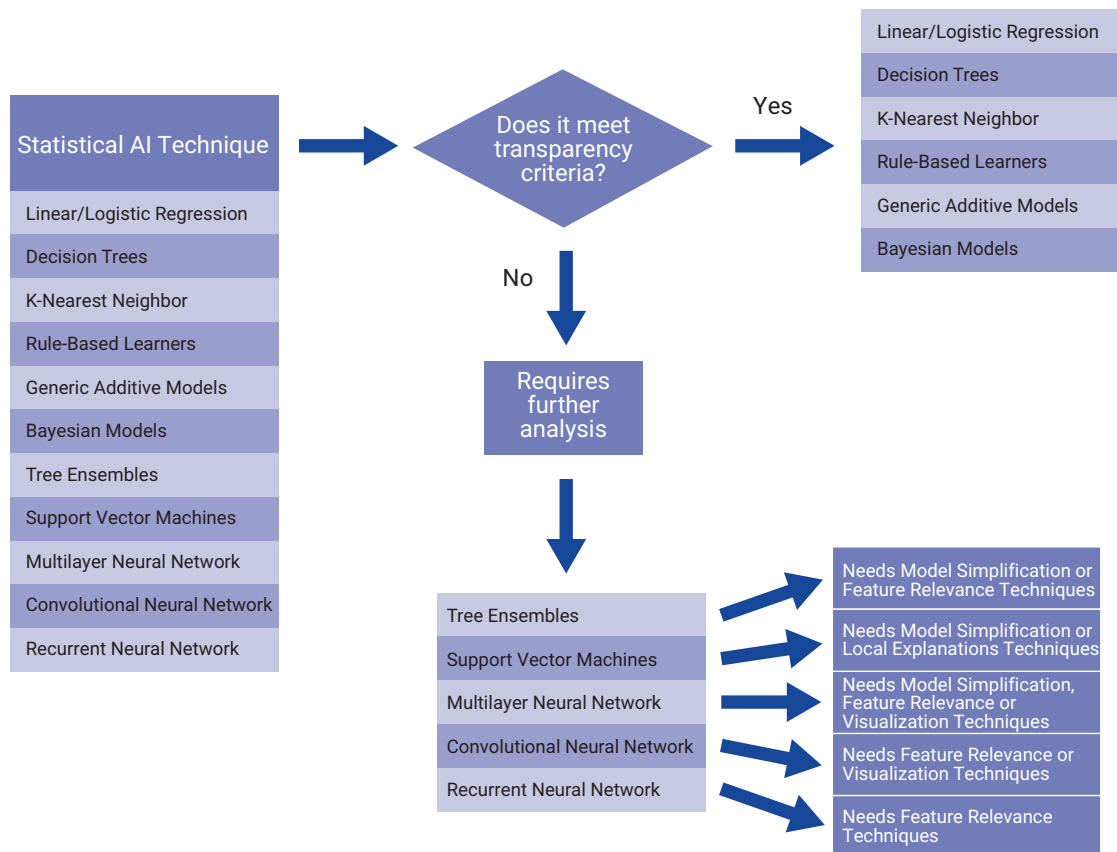 Statistical AI Technique
Linear/Logistic Regression
Decision Trees
K-Nearest Neighbor
Rule-Based Learners
Generic Additive Models
Bayesian Models
Tree Ensembles
Support Vector Machines
Multilayer Neural Network
Convolutional Neural Network
Recurrent Neural Network
Does it meet
transparency
criteria?
Yes
Linear/Logistic Regression
Decision Trees
K-Nearest Neighbor
Rule-Based Learners
Generic Additive Models
Bayesian Models
No
Requires
further
analysis
Tree Ensembles
Support Vector Machines
Multilayer Neural Network
Convolutional Neural Network
Recurrent Neural Network
Needs Model Simplification or
Feature Relevance Techniques
Needs Model Simplification or
Local Explanations Techniques
Needs Model Simplification,
Feature Relevance or
Visualization Techniques
Needs Feature Relevance or
Visualization Techniques
Needs Feature Relevance
Techniques